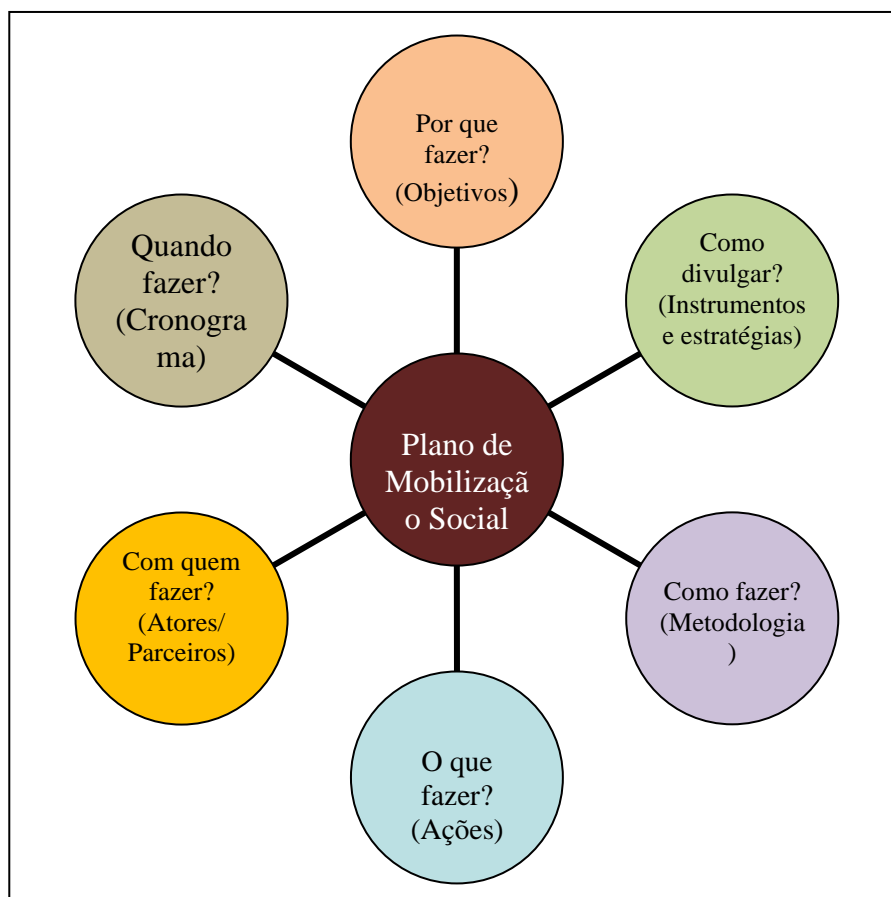 Por que
fazer?
(Objetivos)
Como
divulgar?
(Instrumentos
e estratégias)
Como fazer?
(Metodologia
)
O que
fazer?
(Ações)
Com quem
fazer?
(Atores/
Parceiros)
Quando
fazer?
(Cronogra
ma)
Plano de
Mobilizaçã
o Social